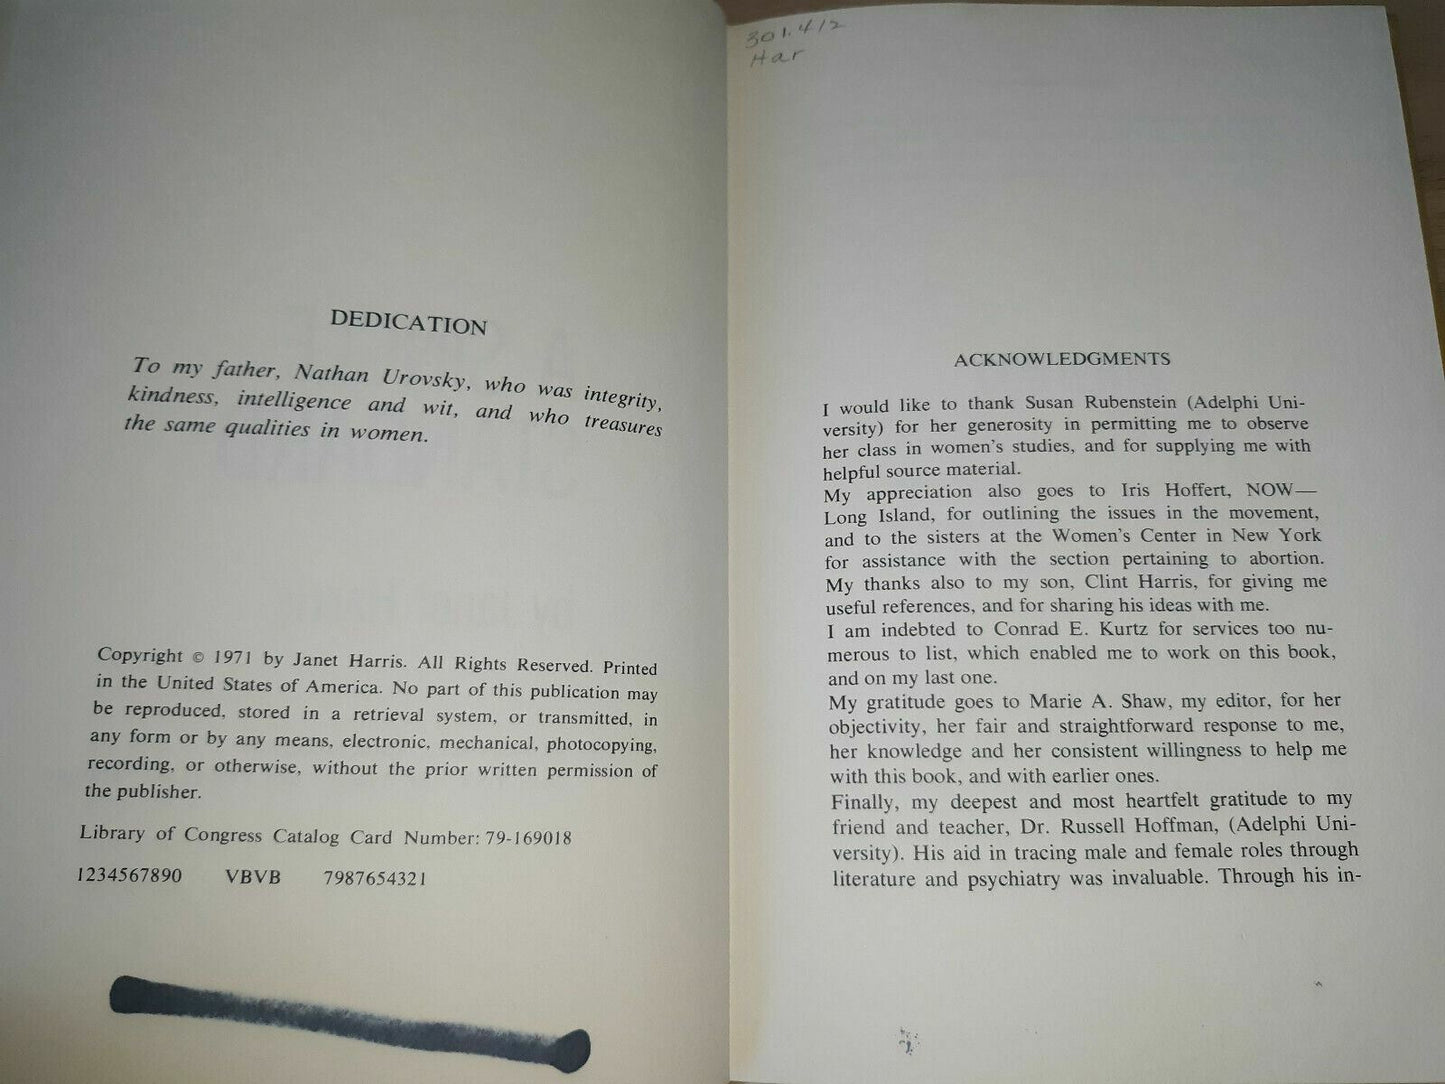 DEDICATION
To my father, Nathan Urovsky, who was integrity,
kindness, intelligence and wit, and who treasures
the same qualities in women.
Copyright © 1971 by Janet Harris. All Rights Reserved. Printed
in the United States of America. No part of this publication may
be reproduced, stored in a retrieval system, or transmitted, in
any form or by any means, electronic, mechanical, photocopying,
recording, or otherwise, without the prior written permission of
the publisher.
Library of Congress Catalog Card Number: 79-169018
1234567890 VBVB 7987654321
301.412
Har
ACKNOWLEDGMENTS
I would like to thank Susan Rubenstein (Adelphi Uni-
versity) for her generosity in permitting me to observe
her class in women's studies, and for supplying me with
helpful source material.
My appreciation also goes to Iris Hoffert, NOW—
Long Island, for outlining the issues in the movement,
and to the sisters at the Women's Center in New York
for assistance with the section pertaining to abortion.
My thanks also to my son, Clint Harris, for giving me
useful references, and for sharing his ideas with me.
I am indebted to Conrad E. Kurtz for services too nu-
merous to list, which enabled me to work on this book,
and on my last one.
My gratitude goes to Marie A. Shaw, my editor, for her
objectivity, her fair and straightforward response to me,
her knowledge and her consistent willingness to help me
with this book, and with earlier ones.
Finally, my deepest and most heartfelt gratitude to my
friend and teacher, Dr. Russell Hoffman, (Adelphi Uni-
versity). His aid in tracing male and female roles through
literature and psychiatry was invaluable. Through his in-